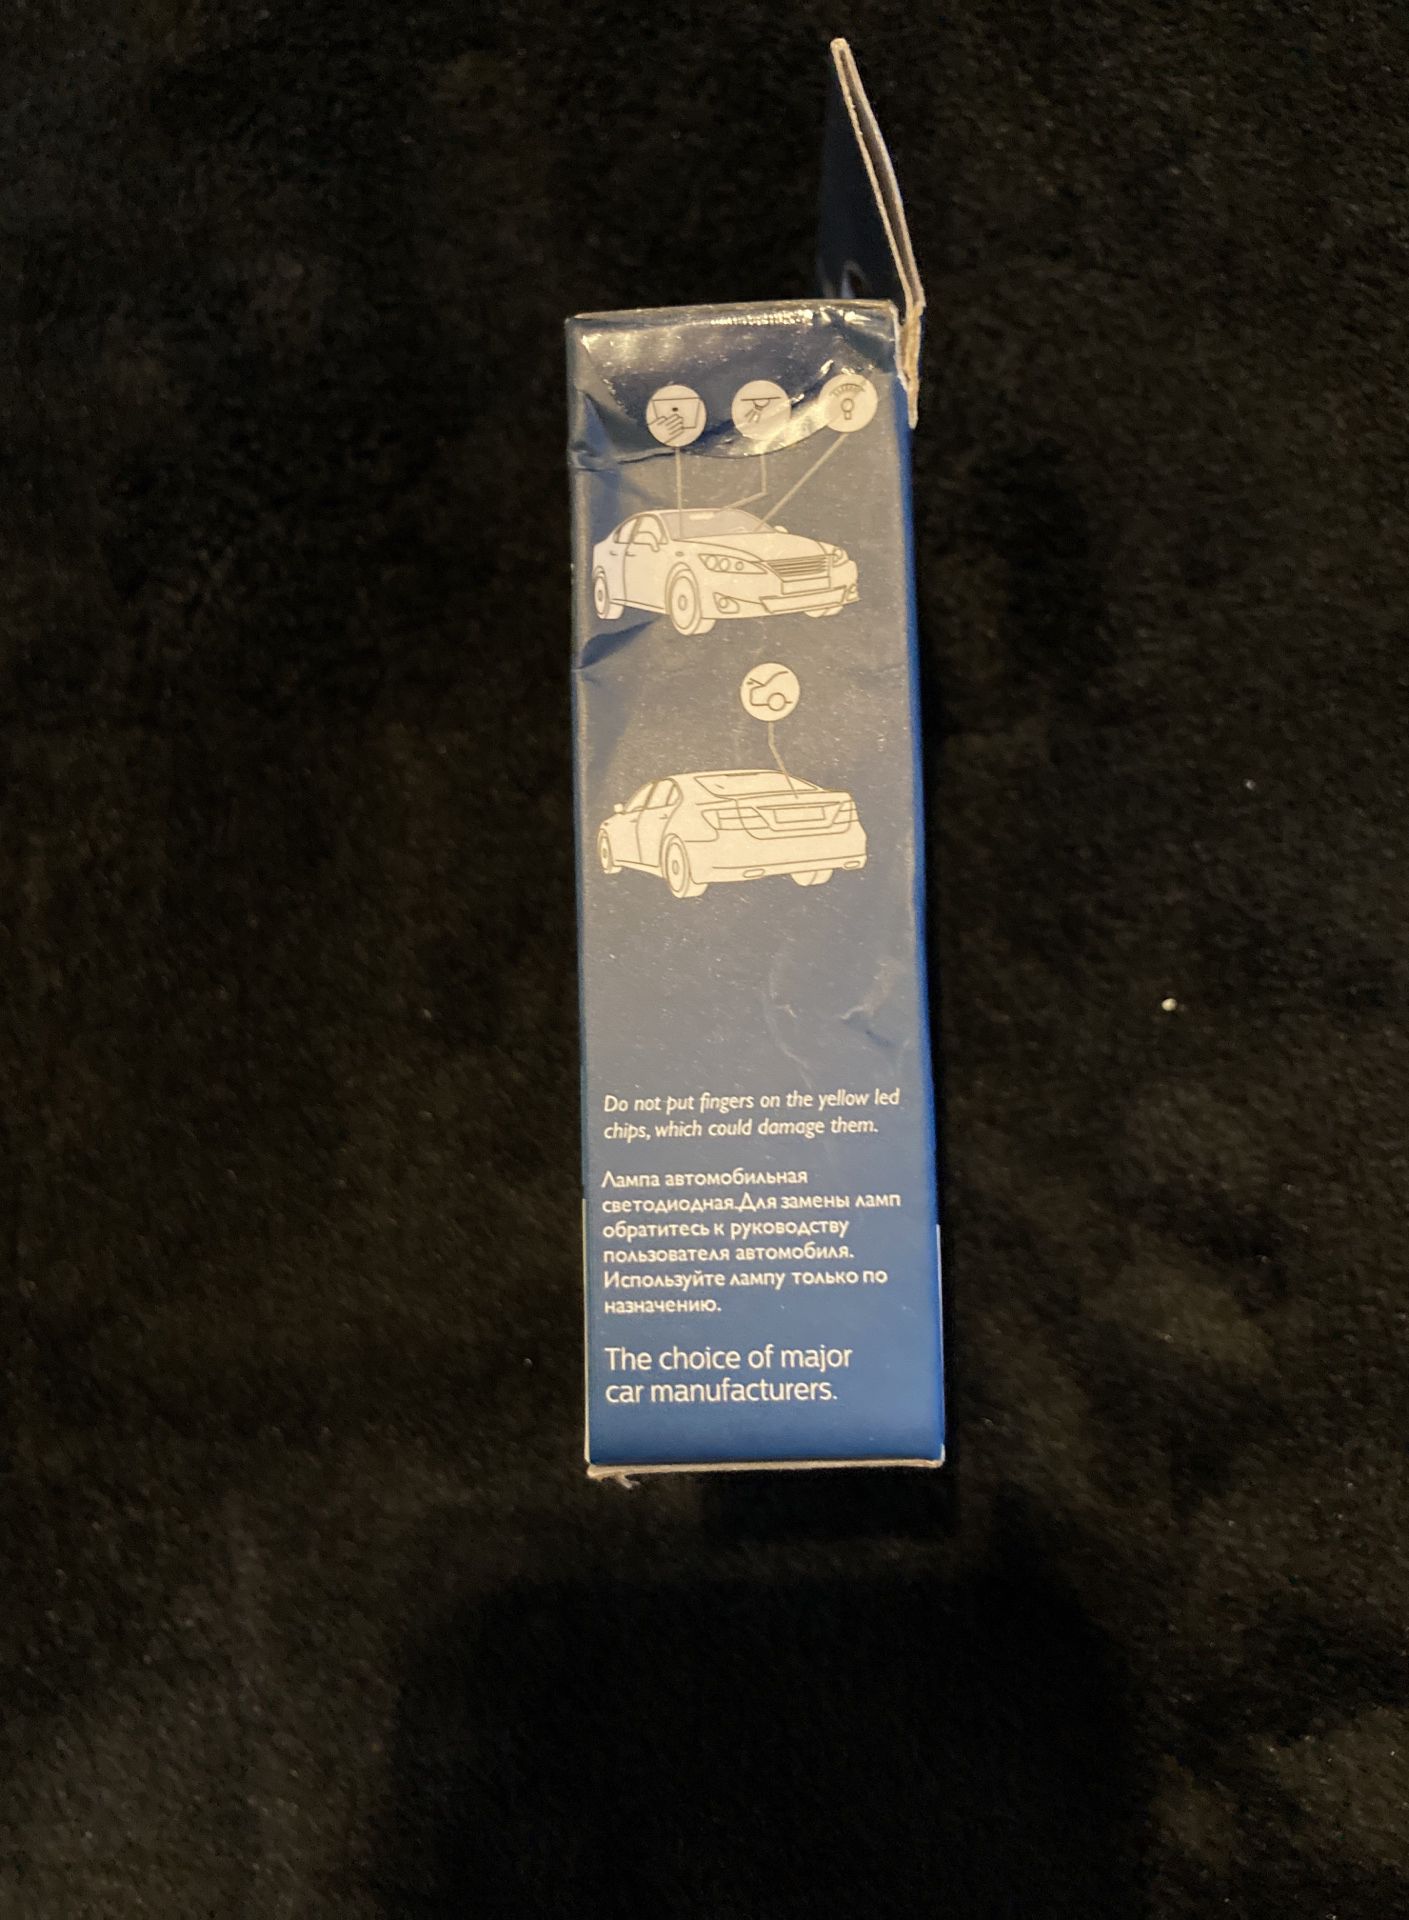 Do not put fingers on the yellow led
chips, which could damage them.
Лампа автомобильная
светодиодная.Для замены ламп
обратитесь к руководству
пользователя автомобиля.
Используйте лампу только по
назначению.
The choice of major
car manufacturers.